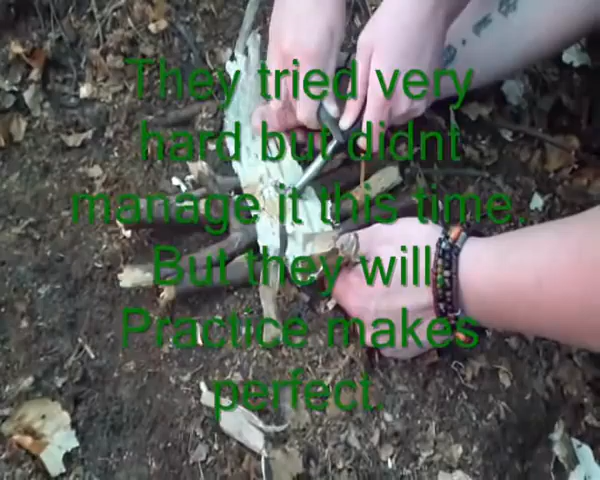 They tried very
hard but didnt
manage it this time.
But they will.
Practice makes
perfect.